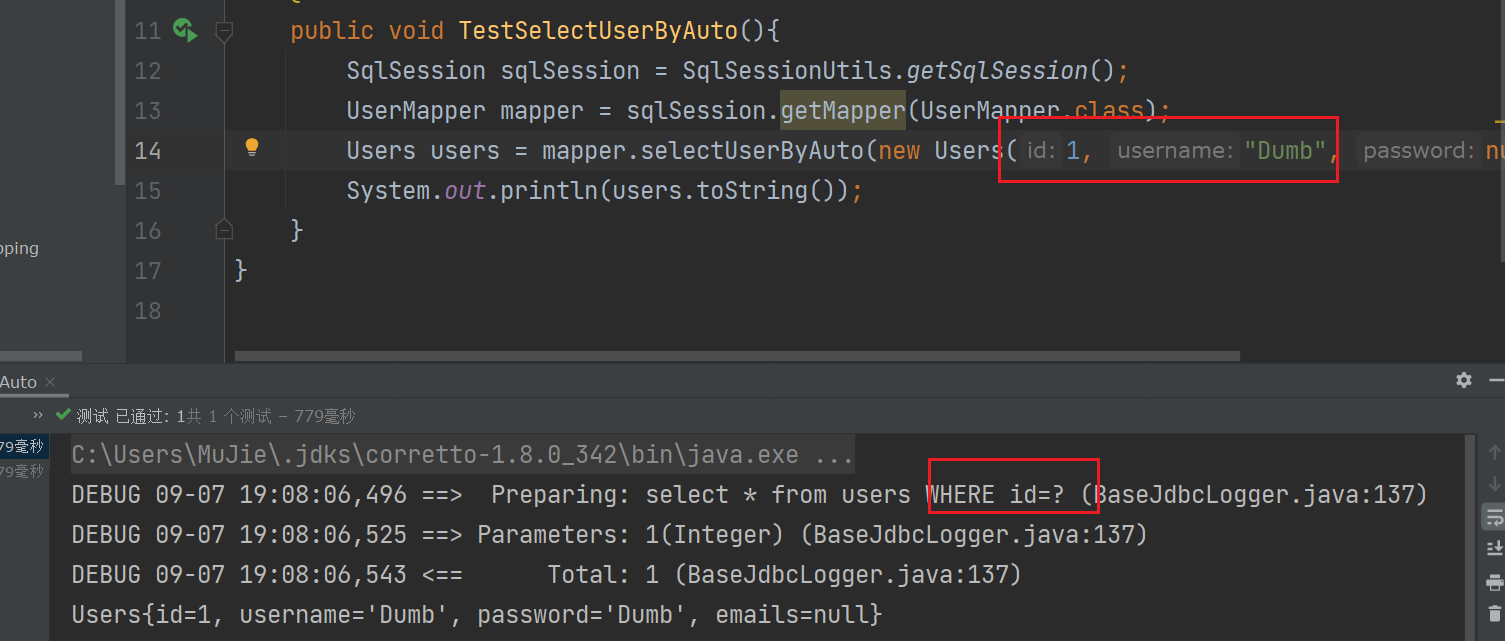 11 public void TestSelectUserByAuto(){
12 SqlSession sqlSession = SqlSessionUtils.getSqlSession();
13 UserMapper mapper = sqlSession.getMapper(UserMapper.class);
14 Users users = mapper.selectUserByAuto(new Users( id: 1, username: "Dumb", password: nu
15 System.out.println(users.toString());
16 }
pping
17 }
18
Auto ×
» 测试 已通过: 1共 1 个测试 – 779毫秒
79毫秒 C:\Users\MuJie\.jdks\corretto-1.8.0_342\bin\java.exe ...
79毫秒
DEBUG 09-07 19:08:06,496 ==>  Preparing: select * from users WHERE id=? (BaseJdbcLogger.java:137)
DEBUG 09-07 19:08:06,525 ==> Parameters: 1(Integer) (BaseJdbcLogger.java:137)
DEBUG 09-07 19:08:06,543 <==      Total: 1 (BaseJdbcLogger.java:137)
Users{id=1, username='Dumb', password='Dumb', emails=null}